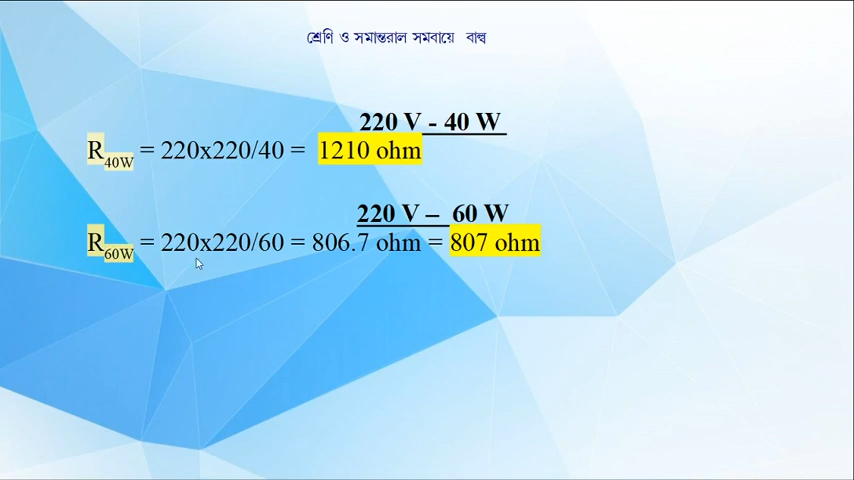 শ্রেণি ও সমান্তরাল সমবায়ে বাল্ব
220 V - 40 W
R40W = 220x220/40 = 1210 ohm
220 V – 60 W
R60W = 220x220/60 = 806.7 ohm = 807 ohm